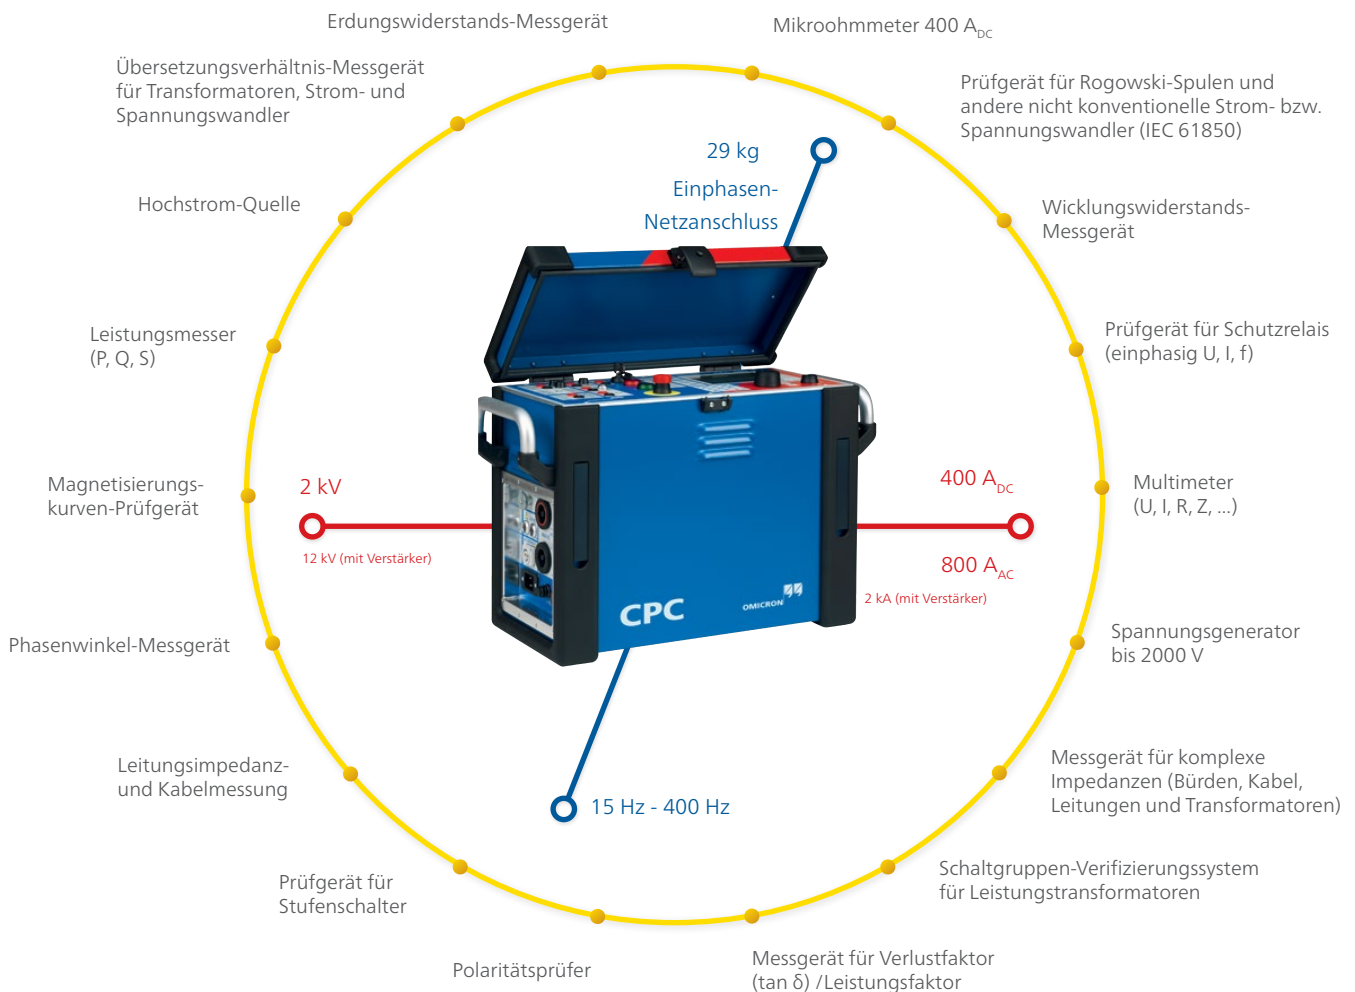 Erdungswiderstands-Messgerät
Mikroohmmeter 400 A_DC
Übersetzungsverhältnis-Messgerät
für Transformatoren, Strom- und
Spannungswandler
Prüfgerät für Rogowski-Spulen und
andere nicht konventionelle Strom- bzw.
Spannungswandler (IEC 61850)
29 kg
Einphasen-
Netzanschluss
Hochstrom-Quelle
Wicklungswiderstands-
Messgerät
Leistungsmesser
(P, Q, S)
Prüfgerät für Schutzrelais
(einphasig U, I, f)
Magnetisierungs-
kurven-Prüfgerät
2 kV
12 kV (mit Verstärker)
400 A_DC
800 A_AC
2 kA (mit Verstärker)
Multimeter
(U, I, R, Z, ...)
CPC
OMICRON
Phasenwinkel-Messgerät
Spannungsgenerator
bis 2000 V
Leitungsimpedanz-
und Kabelmessung
15 Hz - 400 Hz
Messgerät für komplexe
Impedanzen (Bürden, Kabel,
Leitungen und Transformatoren)
Prüfgerät für
Stufenschalter
Schaltgruppen-Verifizierungssystem
für Leistungstransformatoren
Polaritätsprüfer
Messgerät für Verlustfaktor
(tan δ) /Leistungsfaktor